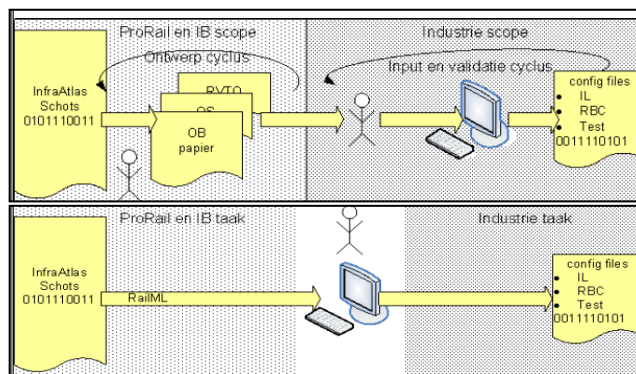 ProRail en IB scope
Industrie scope
Ontwerp cyclus
Input en validatie cyclus
InfraAtlas
Schots
0101110011
RVTO
OS
OB
papier
config files
IL
RBC
Test
0011110101
ProRail en IB taak
Industrie taak
InfraAtlas
Schots
0101110011
RailML
config files
IL
RBC
Test
0011110101